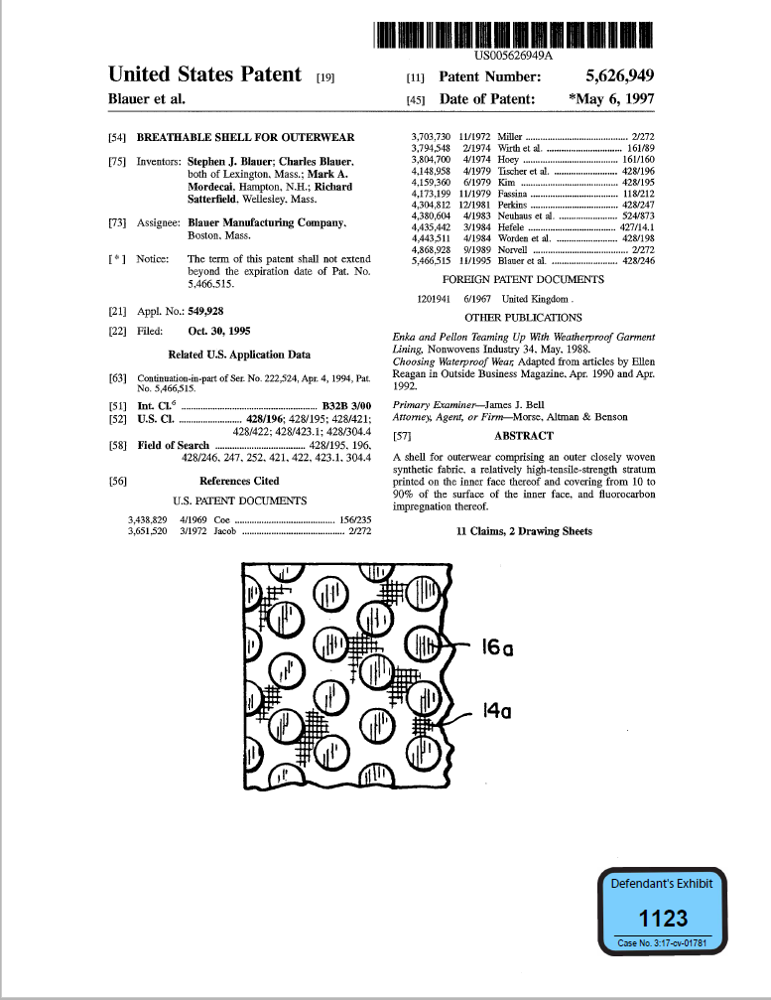 US005626949A
United States Patent [19]
Blauer et al.
[11] Patent Number: 5,626,949
[45] Date of Patent: *May 6, 1997
[54] BREATHABLE SHELL FOR OUTERWEAR
[75] Inventors: Stephen J. Blauer; Charles Blauer,
both of Lexington, Mass.; Mark A.
Mordecai, Hampton, N.H.; Richard
Satterfield, Wellesley, Mass.
[73] Assignee: Blauer Manufacturing Company,
Boston, Mass.
[*] Notice: The term of this patent shall not extend
beyond the expiration date of Pat. No.
5,466,515.
[21] Appl. No.: 549,928
[22] Filed: Oct. 30, 1995
Related U.S. Application Data
[63] Continuation-in-part of Ser. No. 222,524, Apr. 4, 1994, Pat.
No. 5,466,515.
[51] Int. Cl.6 .................................................. B32B 3/00
[52] U.S. Cl. ....................... 428/196; 428/195; 428/421;
428/422; 428/423.1; 428/304.4
[58] Field of Search .................................. 428/195, 196,
428/246, 247, 252, 421, 422, 423.1, 304.4
[56] References Cited
U.S. PATENT DOCUMENTS
3,438,829 4/1969 Coe ..................................... 156/235
3,651,520 3/1972 Jacob ...................................... 2/272
3,703,730 11/1972 Miller ...................................... 2/272
3,794,548 2/1974 Wirth et al. ............................ 161/89
3,804,700 4/1974 Hoey ................................... 161/160
4,148,958 4/1979 Tischer et al. ........................ 428/196
4,159,360 6/1979 Kim .................................... 428/195
4,173,199 11/1979 Fassina ................................ 118/212
4,304,812 12/1981 Perkins ................................ 428/247
4,380,604 4/1983 Neuhaus et al. ...................... 524/873
4,435,442 3/1984 Hefele ................................ 427/14.1
4,443,511 4/1984 Worden et al. ....................... 428/198
4,868,928 9/1989 Norvell ................................... 2/272
5,466,515 11/1995 Blauer et al. ......................... 428/246
FOREIGN PATENT DOCUMENTS
1201941 6/1967 United Kingdom .
OTHER PUBLICATIONS
Enka and Pellon Teaming Up With Weatherproof Garment
Lining, Nonwovens Industry 34, May, 1988.
Choosing Waterproof Wear, Adapted from articles by Ellen
Reagan in Outside Business Magazine, Apr. 1990 and Apr.
1992.
Primary Examiner—James J. Bell
Attorney, Agent, or Firm—Morse, Altman & Benson
[57] ABSTRACT
A shell for outerwear comprising an outer closely woven
synthetic fabric, a relatively high-tensile-strength stratum
printed on the inner face thereof and covering from 10 to
90% of the surface of the inner face, and fluorocarbon
impregnation thereof.
11 Claims, 2 Drawing Sheets
16a
14a
Defendant's Exhibit
1123
Case No. 3:17-cv-01781